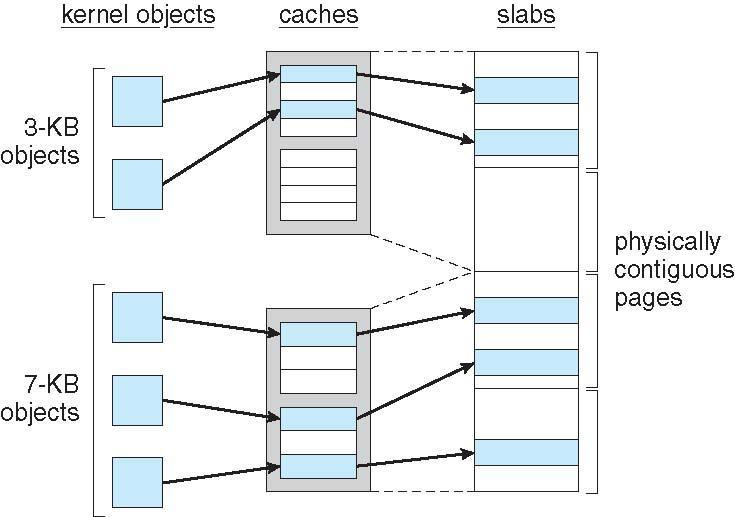 kernel objects
caches
slabs
3-KB
objects
physically
contiguous
pages
7-KB
objects